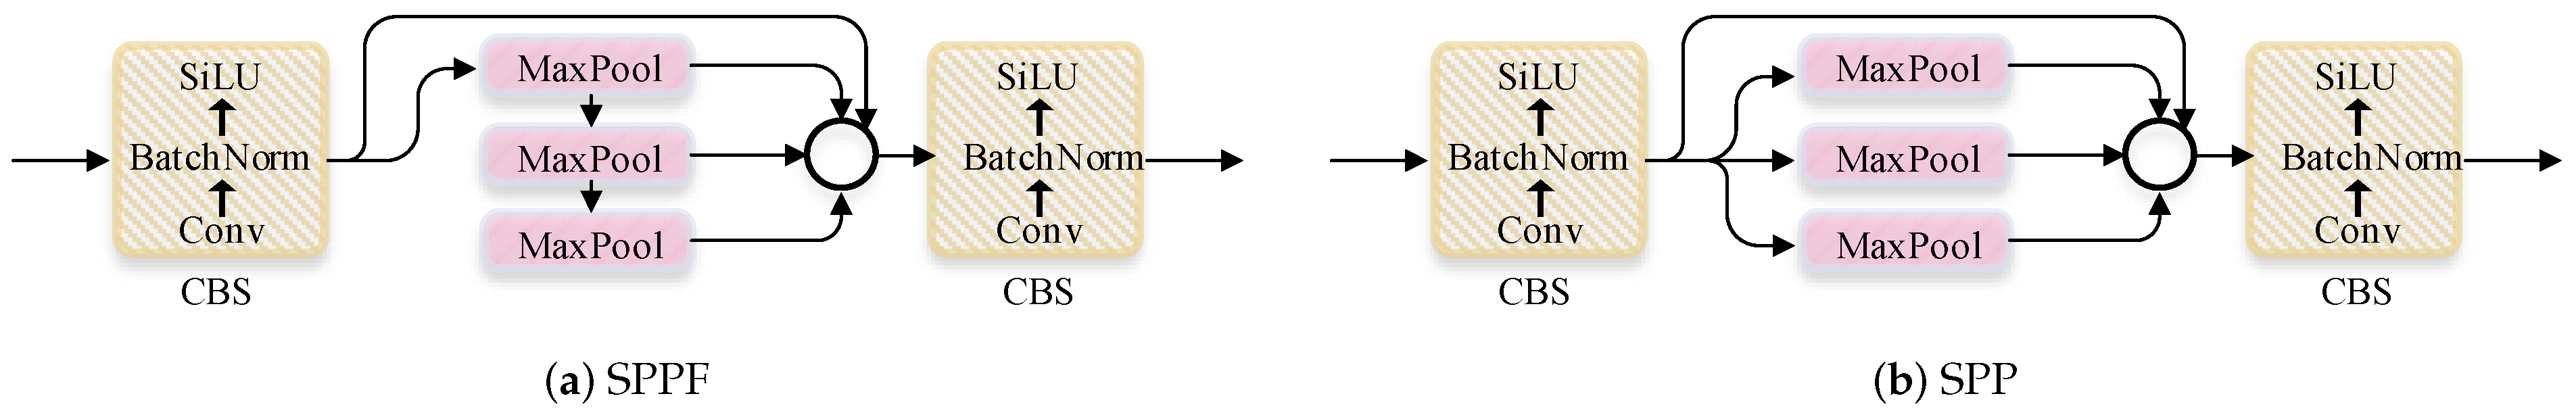 SiLU
BatchNorm
Conv
CBS
MaxPool
MaxPool
MaxPool
SiLU
BatchNorm
Conv
CBS
(a) SPPF
SiLU
BatchNorm
Conv
CBS
MaxPool
MaxPool
MaxPool
SiLU
BatchNorm
Conv
CBS
(b) SPP